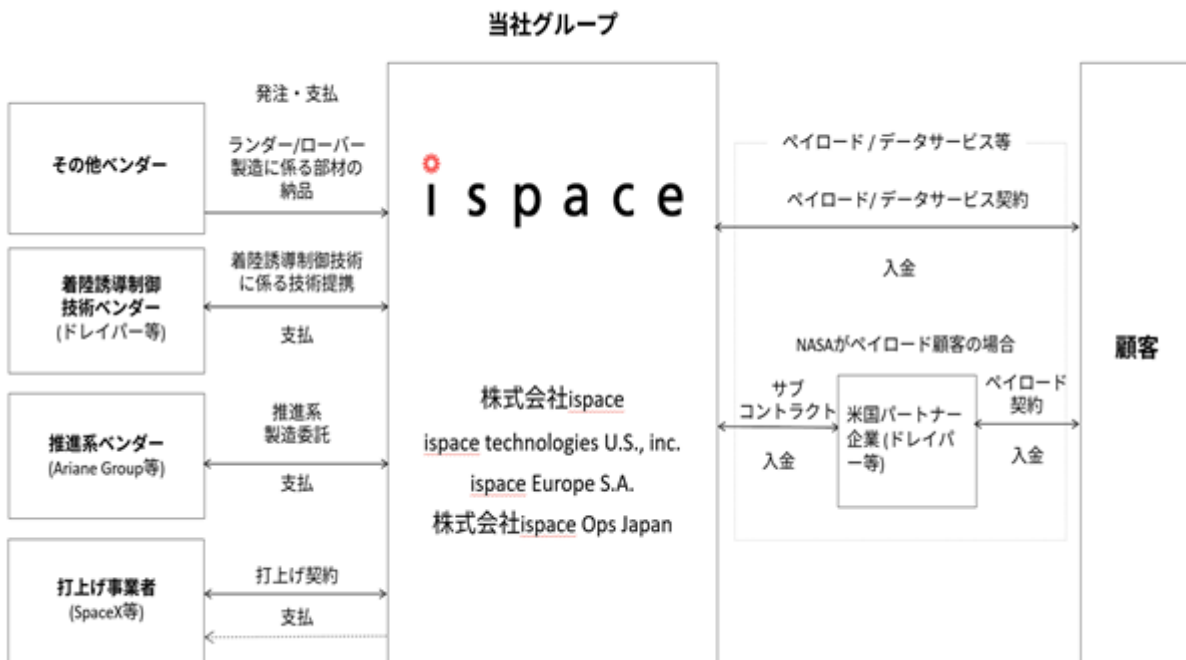 当社グループ
発注・支払
その他ベンダー
ランダー/ローバー
製造に係る部材の
納品
着陸誘導制御
技術ベンダー
(ドレイパー等)
着陸誘導制御技術
に係る技術提携
支払
推進系ベンダー
(Ariane Group等)
推進系
製造委託
支払
打上げ事業者
(SpaceX等)
打上げ契約
支払
ispace
株式会社ispace
ispace technologies U.S., inc.
ispace Europe S.A.
株式会社ispace Ops Japan
ペイロード / データサービス等
ペイロード/ データサービス契約
入金
NASAがペイロード顧客の場合
サブ
コントラクト
入金
米国パートナー
企業 (ドレイパ
ー等)
ペイロード
契約
入金
顧客